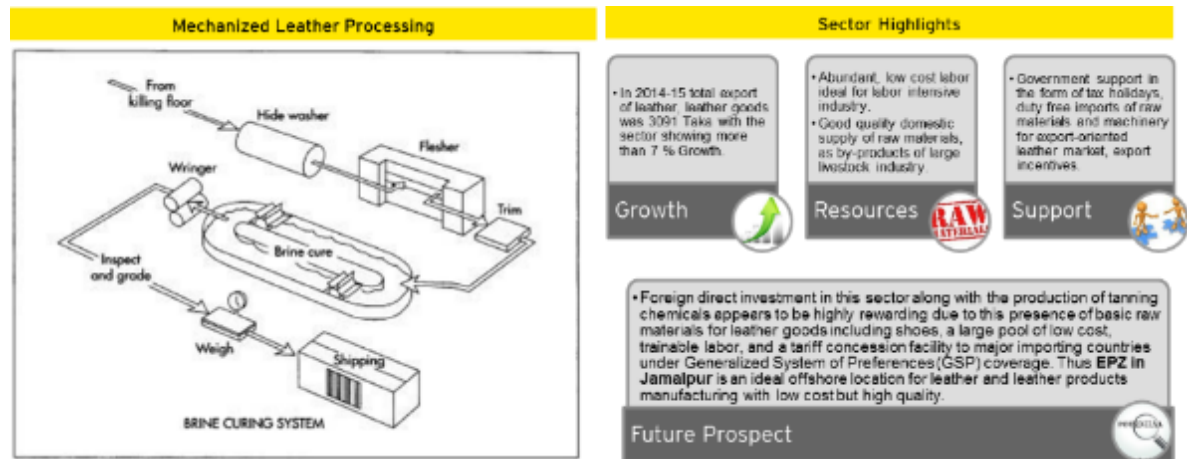 Mechanized Leather Processing
From
killing floor
Hide washer
Flesher
Wringer
Trim
Brine cure
Inspect
and grade
Weigh
Shipping
BRINE CURING SYSTEM
Sector Highlights
• In 2014-15 total export
of leather, leather goods
was 3091 Taka with the
sector showing more
than 7 % Growth.
Growth
• Abundant, low cost labor
ideal for labor intensive
industry.
• Good quality domestic
supply of raw materials,
as by-products of large
livestock industry.
Resources
RAW
MATERIALS
• Government support in
the form of tax holidays,
duty free imports of raw
materials and machinery
for export-oriented
leather market, export
incentives.
Support
• Foreign direct investment in this sector along with the production of tanning
chemicals appears to be highly rewarding due to this presence of basic raw
materials for leather goods including shoes, a large pool of low cost,
trainable labor, and a tariff concession facility to major importing countries
under Generalized System of Preferences (GSP) coverage. Thus EPZ in
Jamalpur is an ideal offshore location for leather and leather products
manufacturing with low cost but high quality.
Future Prospect